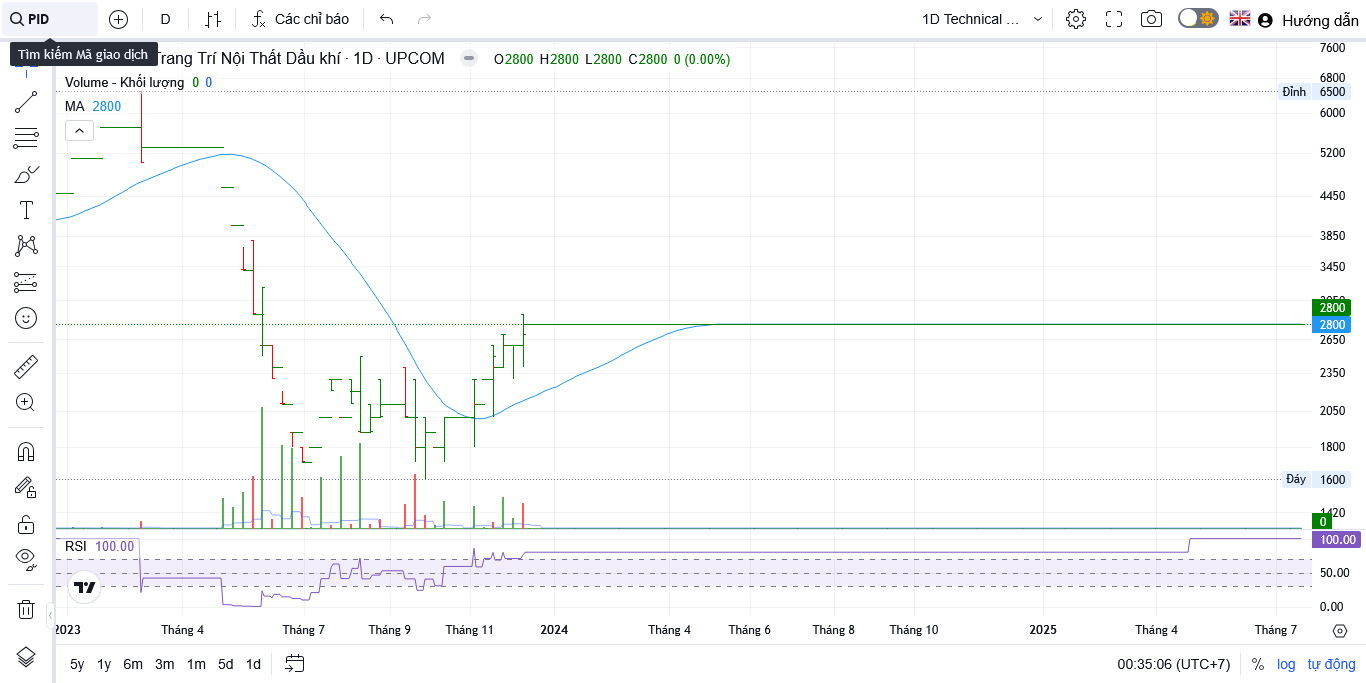 PID
D
Các chỉ báo
1D Technical ...
Hướng dẫn
Tìm kiếm Mã giao dịch
Trang Trí Nội Thất Dầu khí · 1D · UPCOM
O2800 H2800 L2800 C2800 0 (0.00%)
Volume - Khối lượng 0 0
MA 2800
7600
6800
Đỉnh 6500
6000
5200
4450
3850
3450
2800
2800
2650
2350
2050
1800
Đáy 1600
1420
0
RSI 100.00
100.00
50.00
0.00
2023 Tháng 4 Tháng 7 Tháng 9 Tháng 11 2024 Tháng 4 Tháng 6 Tháng 8 Tháng 10 2025 Tháng 4 Tháng 7
5y 1y 6m 3m 1m 5d 1d
00:35:06 (UTC+7) % log tự động